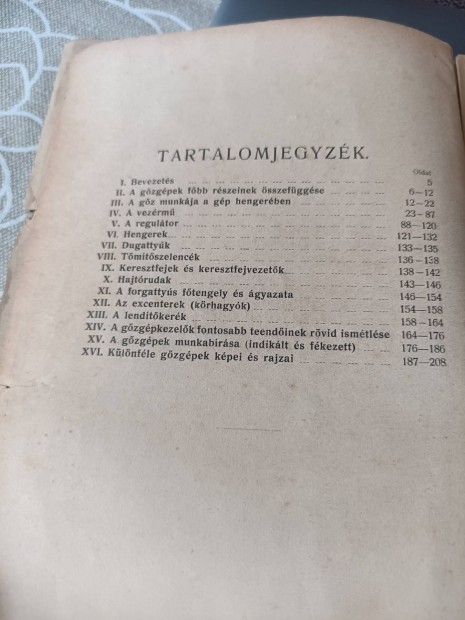 TARTALOMJEGYZÉK.
Oldal
I. Bevezetés 5
II. A gőzgépek főbb részeinek összefüggése 6—12
III. A gőz munkája a gép hengerében 12—22
IV. A vezérmű 23—87
V. A regulátor 88—120
VI. Hengerek 121—132
VII. Dugattyúk 133—135
VIII. Tömítőszelencék 136—138
IX. Keresztfejek és keresztfejvezetők 138—142
X. Hajtórudak 143—146
XI. A forgattyús főtengely és ágyazata 146—154
XII. Az excenterek (körhagyók) 154—158
XIII. A lendítőkerék 158—164
XIV. A gőzgépkezelők fontosabb teendőinek rövid ismétlése 164—176
XV. A gőzgépek munkabírása (indikált és fékezett) 176—186
XVI. Különféle gőzgépek képei és rajzai 187—208